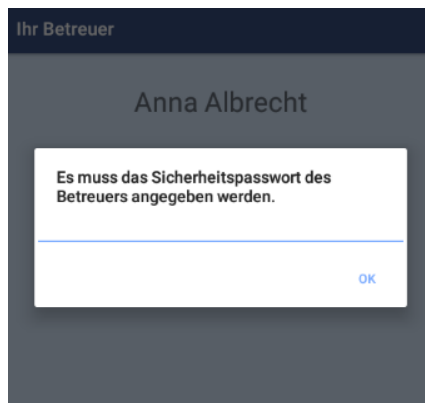 Ihr Betreuer
Anna Albrecht
Es muss das Sicherheitspasswort des
Betreuers angegeben werden.
OK